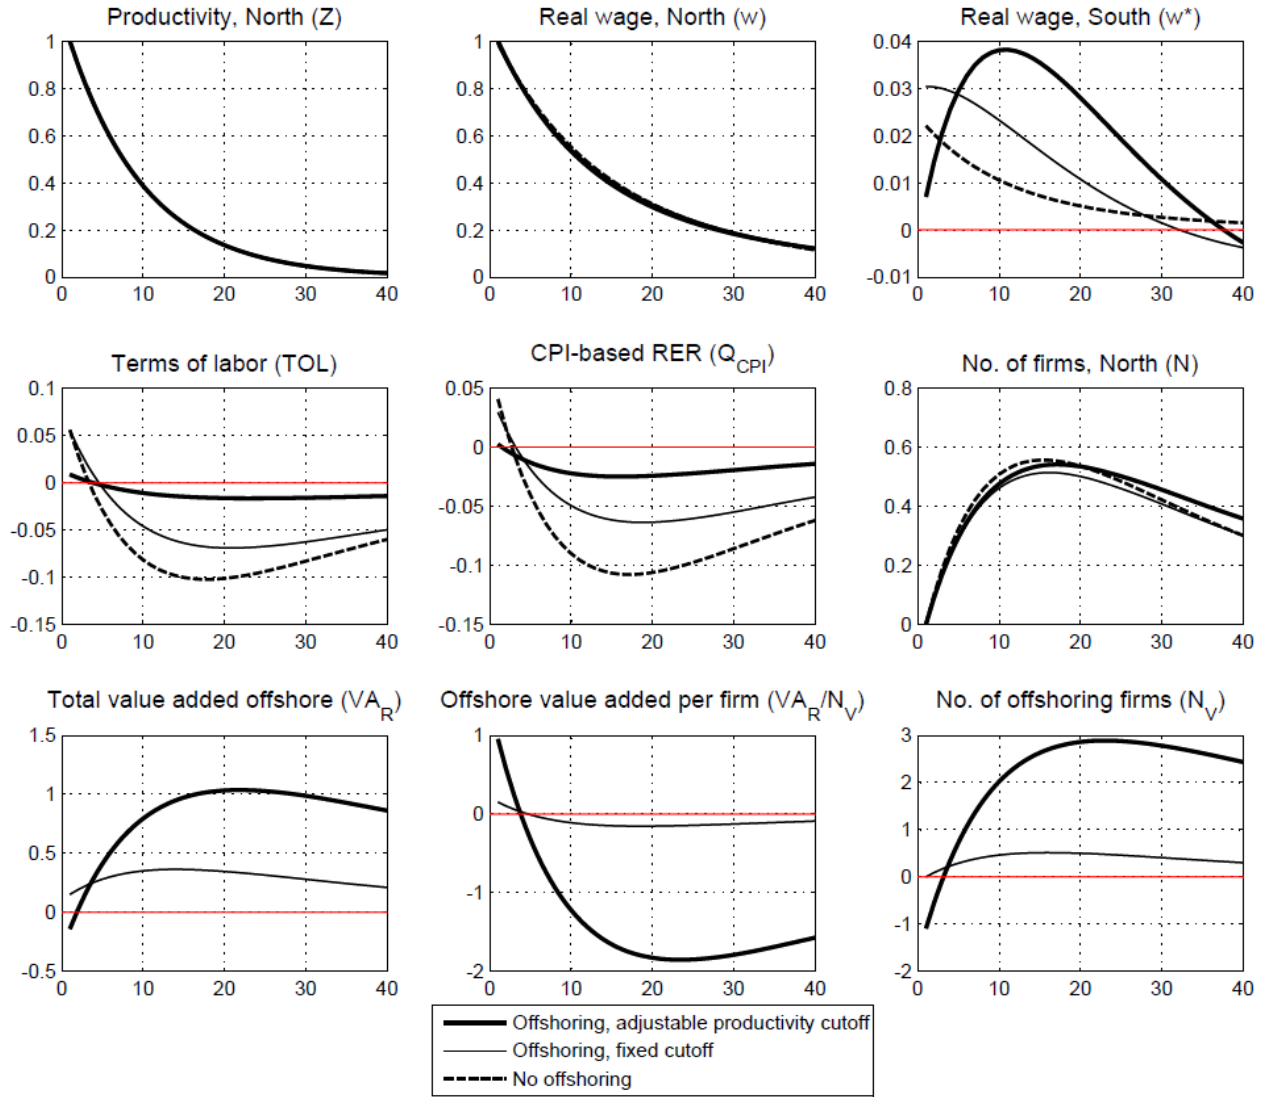 Productivity, North (Z)
Real wage, North (w)
Real wage, South (w*)
1
0.8
0.6
0.4
0.2
0
0 10 20 30 40
1
0.8
0.6
0.4
0.2
0
0 10 20 30 40
0.04
0.03
0.02
0.01
0
-0.01
0 10 20 30 40
Terms of labor (TOL)
CPI-based RER (Q_CPI)
No. of firms, North (N)
0.1
0.05
0
-0.05
-0.1
-0.15
0 10 20 30 40
0.05
0
-0.05
-0.1
-0.15
0 10 20 30 40
0.8
0.6
0.4
0.2
0
0 10 20 30 40
Total value added offshore (VA_R)
Offshore value added per firm (VA_R/N_V)
No. of offshoring firms (N_V)
1.5
1
0.5
0
-0.5
0 10 20 30 40
1
0
-1
-2
0 10 20 30 40
3
2
1
0
-1
-2
0 10 20 30 40
Offshoring, adjustable productivity cutoff
Offshoring, fixed cutoff
No offshoring